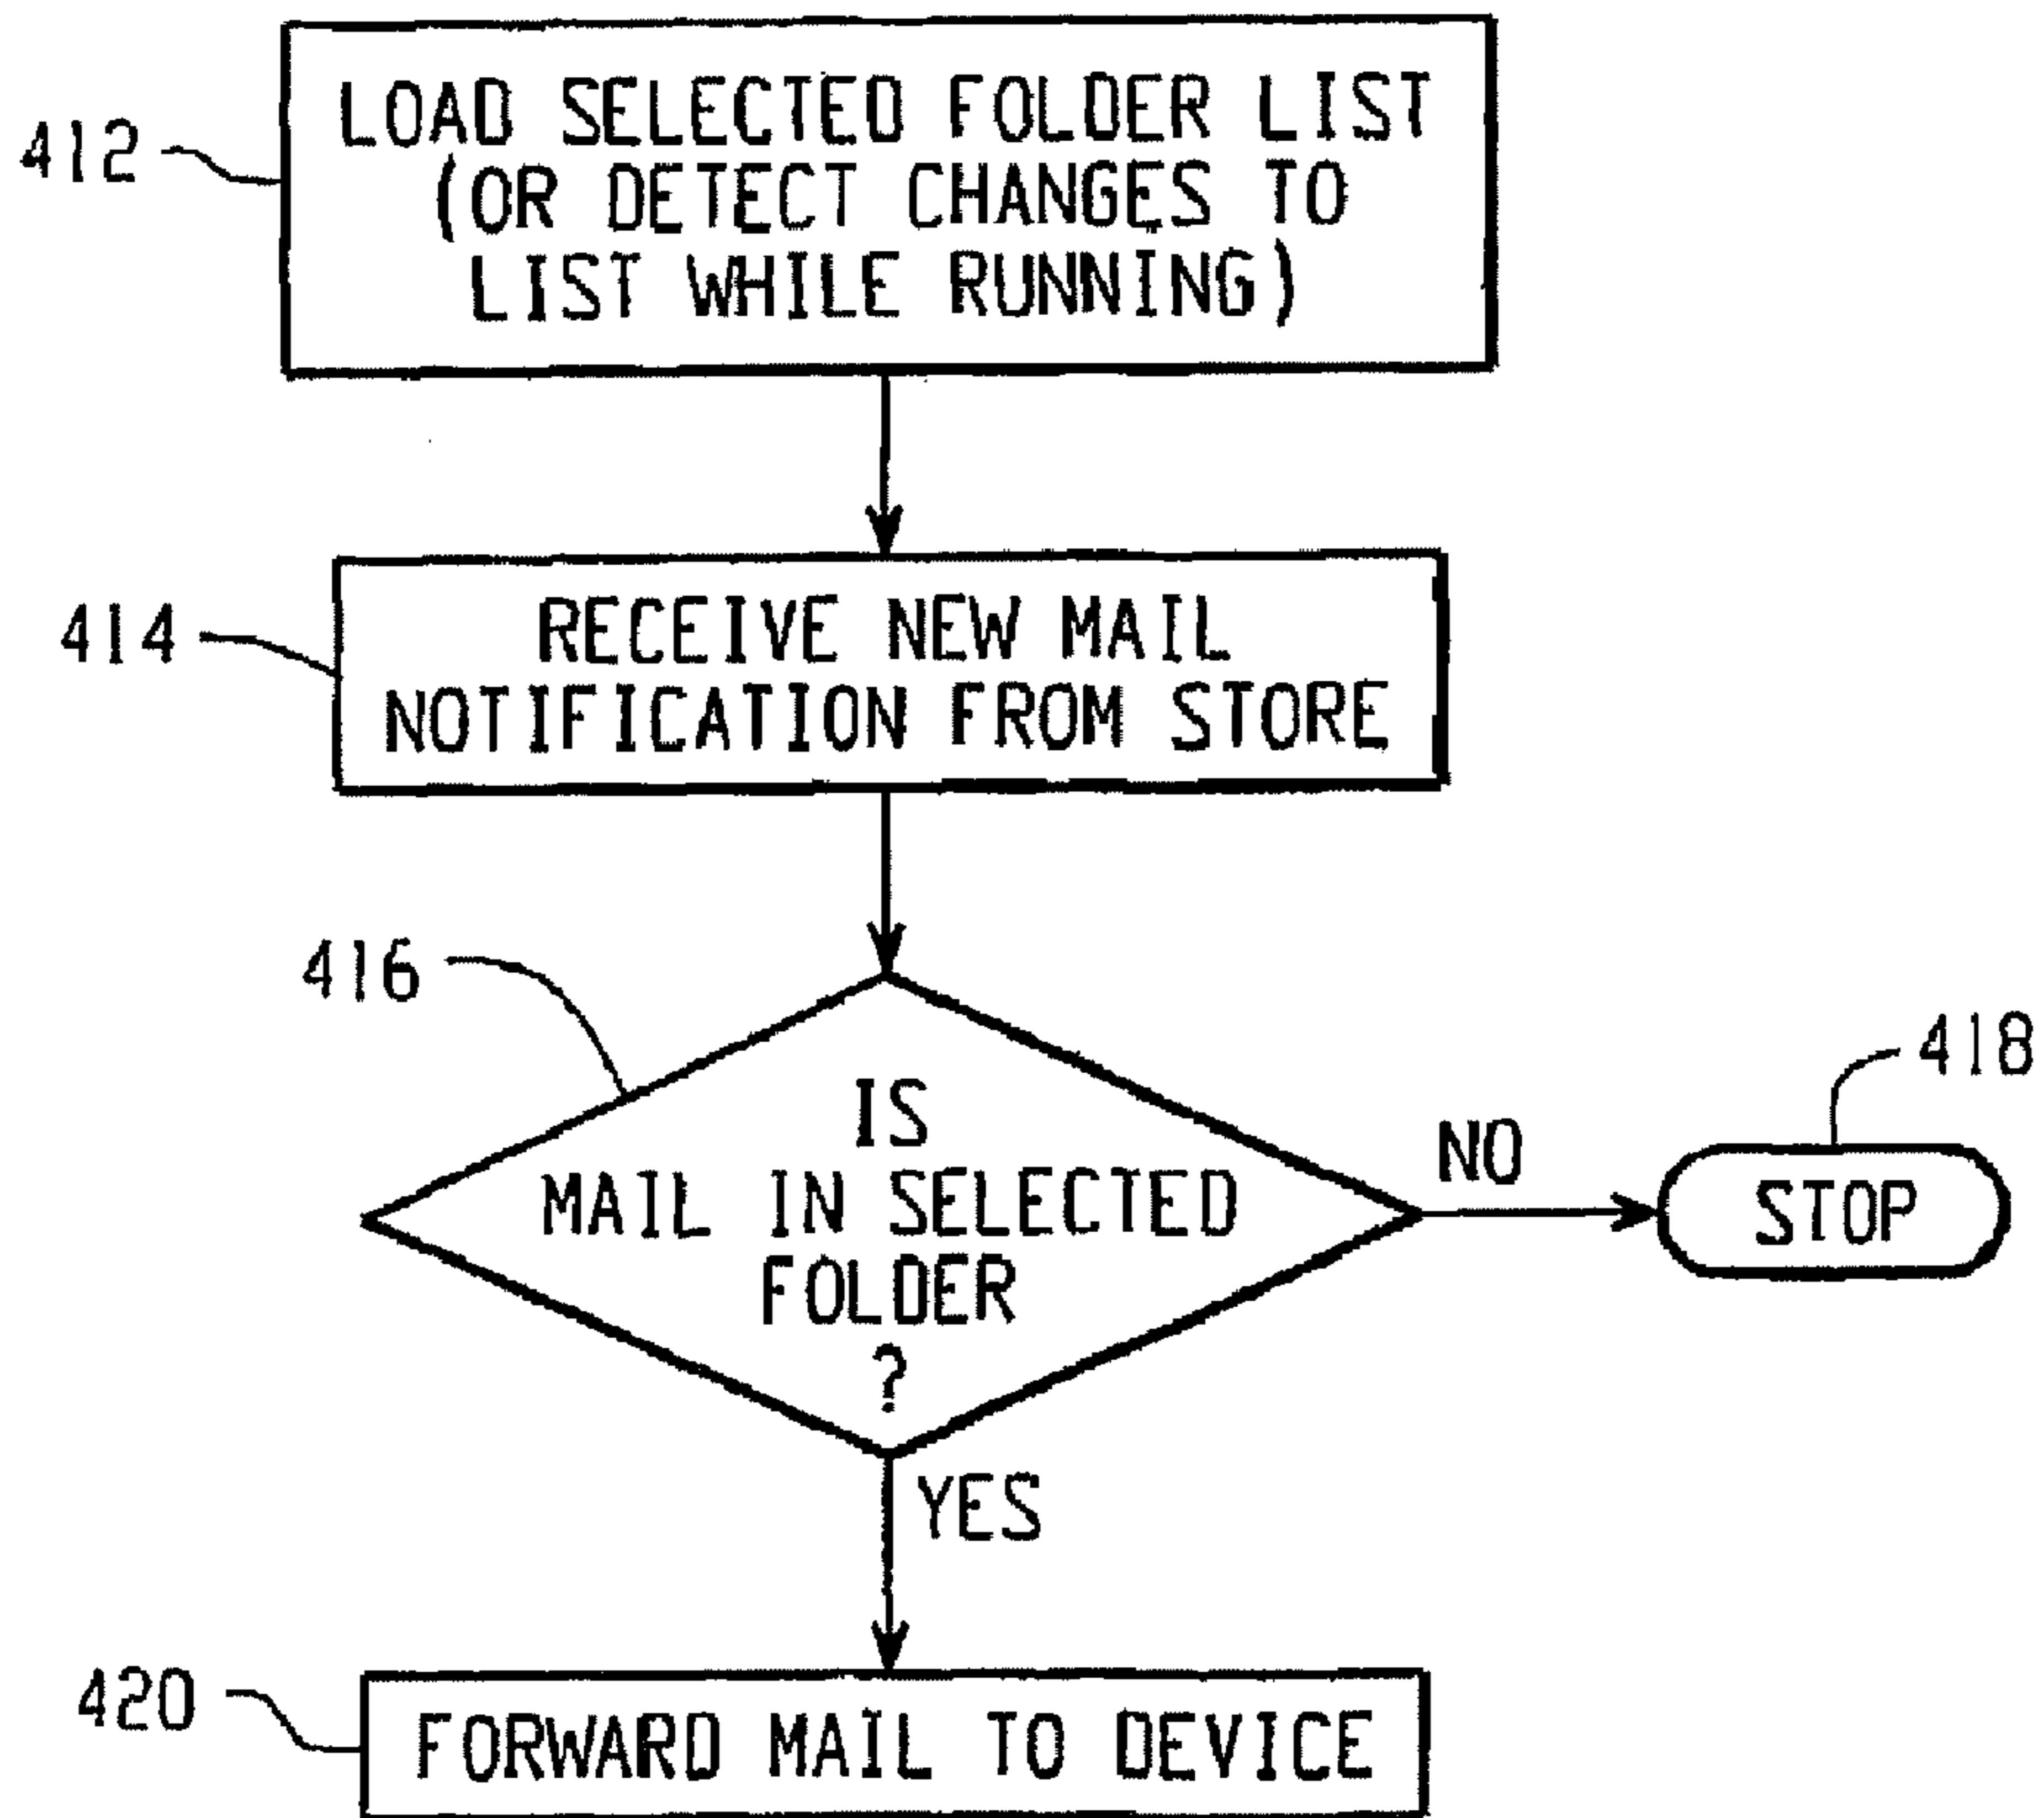 412
LOAD SELECTED FOLDER LIST
(OR DETECT CHANGES TO
LIST WHILE RUNNING)
414
RECEIVE NEW MAIL
NOTIFICATION FROM STORE
416
IS
MAIL IN SELECTED
FOLDER
?
NO
418
STOP
YES
420
FORWARD MAIL TO DEVICE